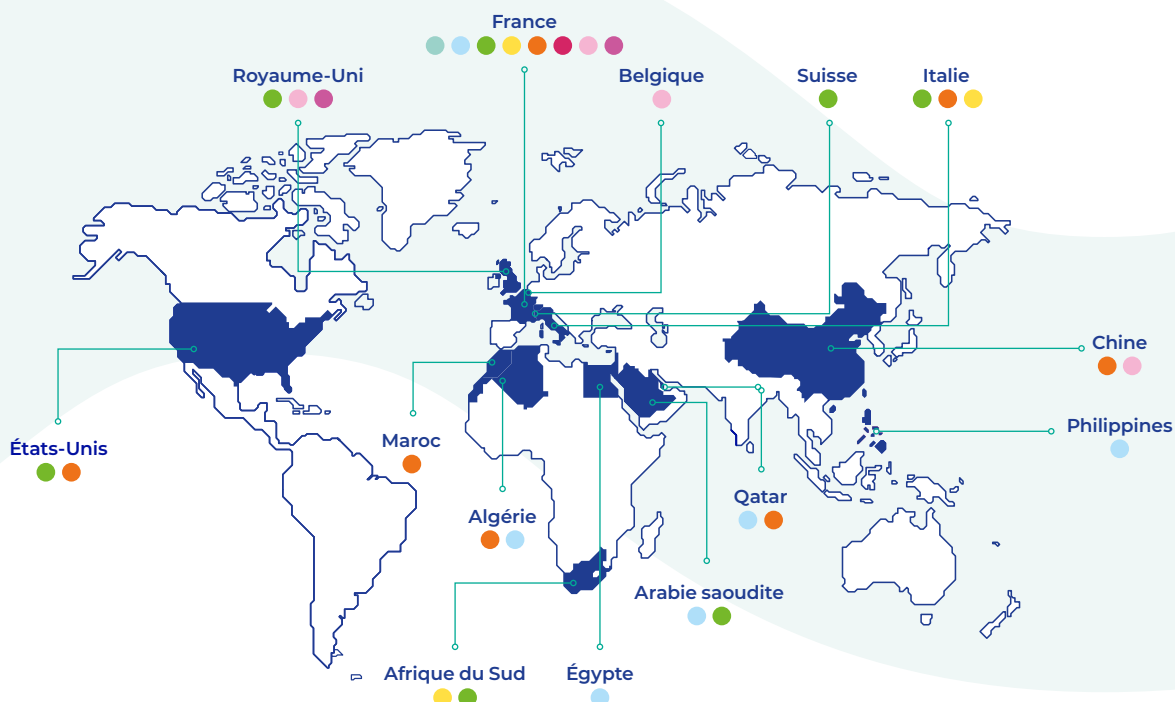 France
Royaume-Uni
Belgique
Suisse
Italie
Chine
Philippines
États-Unis
Maroc
Qatar
Algérie
Arabie saoudite
Afrique du Sud
Égypte